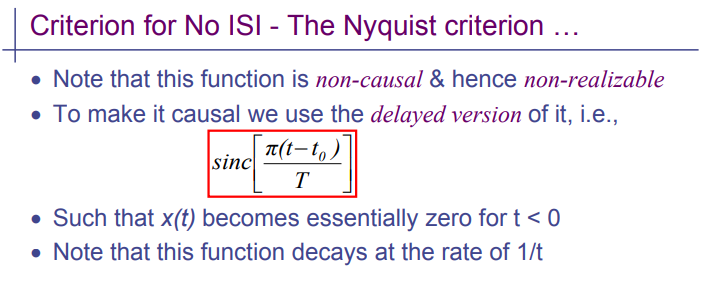 Criterion for No ISI - The Nyquist criterion …
• Note that this function is non-causal & hence non-realizable
• To make it causal we use the delayed version of it, i.e.,
sinc[π(t−t₀)/T]
• Such that x(t) becomes essentially zero for t < 0
• Note that this function decays at the rate of 1/t